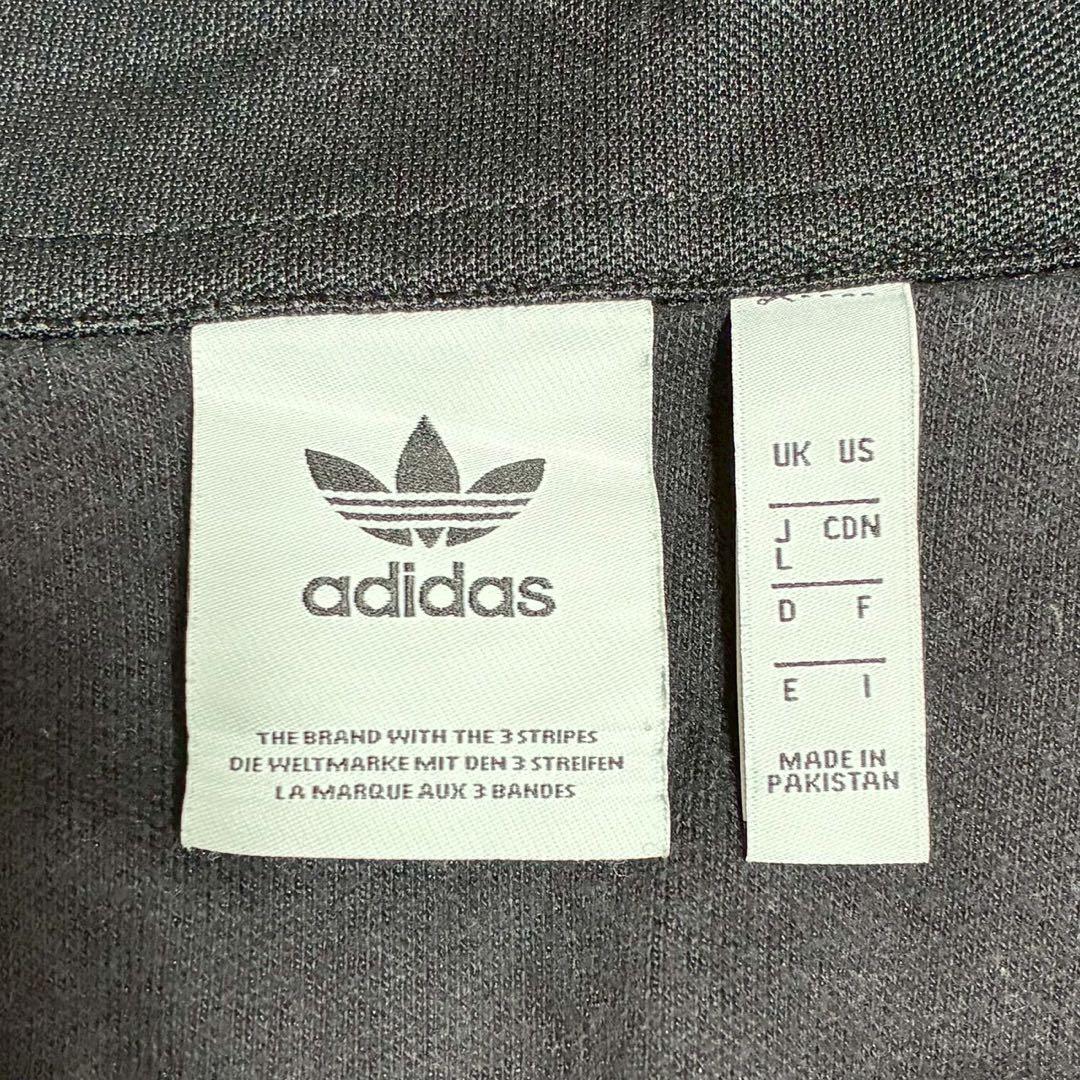 adidas
THE BRAND WITH THE 3 STRIPES
DIE WELTMARKE MIT DEN 3 STREIFEN
LA MARQUE AUX 3 BANDES
UK US
J CDN
L
D F
E I
MADE IN
PAKISTAN